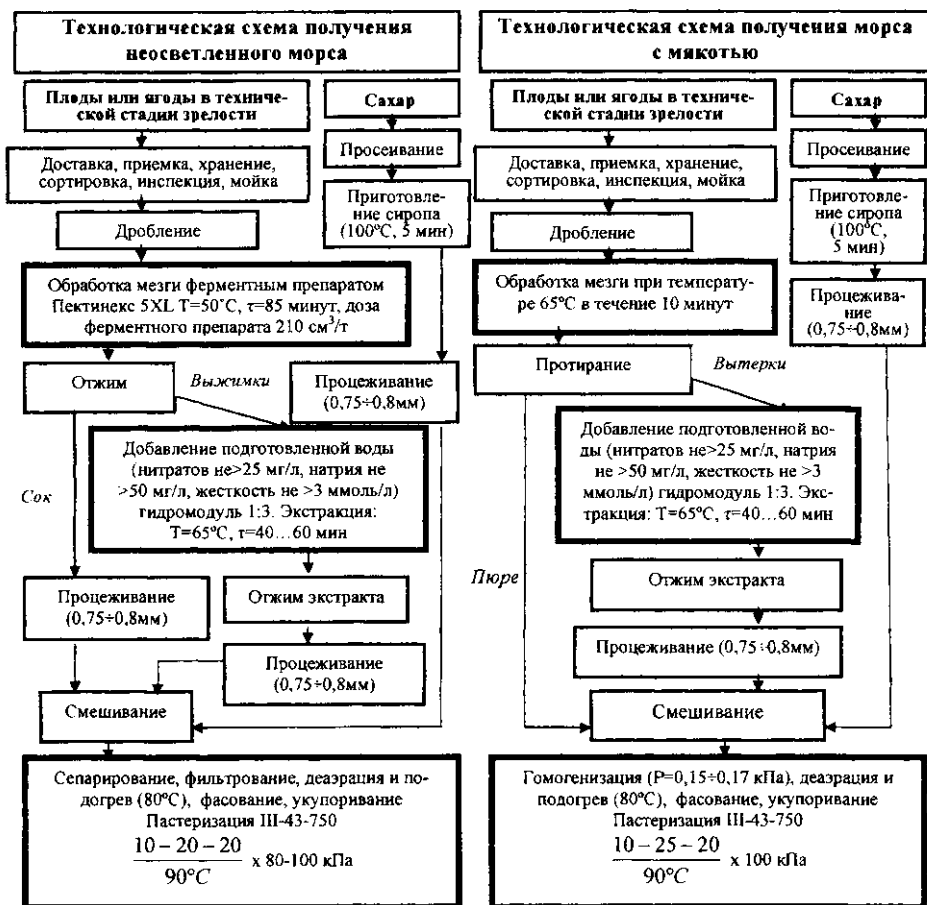 Технологическая схема получения
неосветленного морса
Плоды или ягоды в техниче-
ской стадии зрелости
Сахар
Просеивание
Доставка, приемка, хранение,
сортировка, инспекция, мойка
Приготовле-
ние сиропа
(100°С, 5 мин)
Дробление
Обработка мезги ферментным препаратом
Пектинекс 5XL T=50°С, τ=85 минут, доза
ферментного препарата 210 см³/т
Отжим
Выжимки
Процеживание
(0,75÷0,8мм)
Добавление подготовленной воды
(нитратов не>25 мг/л, натрия не
>50 мг/л, жесткость не >3 ммоль/л)
гидромодуль 1:3. Экстракция:
T=65°С, τ=40...60 мин
Сок
Процеживание
(0,75÷0,8мм)
Отжим экстракта
Процеживание
(0,75÷0,8мм)
Смешивание
Сепарирование, фильтрование, деаэрация и по-
догрев (80°С), фасование, укупоривание
Пастеризация III-43-750
10 – 20 – 20
90°С
x 80-100 кПа
Технологическая схема получения морса
с мякотью
Плоды или ягоды в техниче-
ской стадии зрелости
Сахар
Просеивание
Доставка, приемка, хранение,
сортировка, инспекция, мойка
Приготовле-
ние сиропа
(100°С,
5 мин)
Дробление
Обработка мезги при температу-
ре 65°С в течение 10 минут
Процежива-
ние
(0,75÷0,8мм)
Протирание
Вытерки
Добавление подготовленной во-
ды (нитратов не>25 мг/л, натрия
не >50 мг/л, жесткость не >3
ммоль/л) гидромодуль 1:3. Экс-
тракция: T=65°С, τ=40...60 мин
Пюре
Отжим экстракта
Процеживание (0,75÷0,8мм)
Смешивание
Гомогенизация (P=0,15÷0,17 кПа), деаэрация и
подогрев (80°С), фасование, укупоривание
Пастеризация III-43-750
10 – 25 – 20
90°С
x 100 кПа